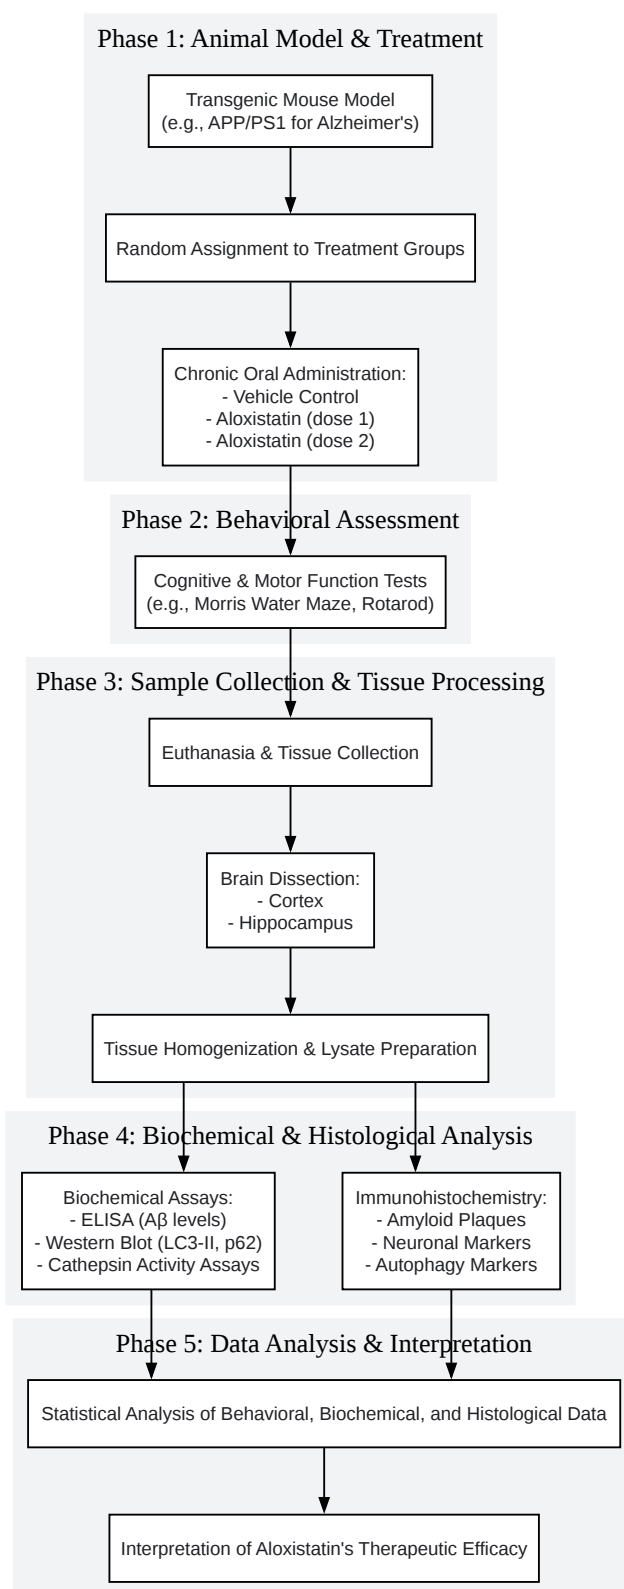 Phase 1: Animal Model & Treatment
Transgenic Mouse Model
(e.g., APP/PS1 for Alzheimer's)
Random Assignment to Treatment Groups
Chronic Oral Administration:
- Vehicle Control
- Aloxistatin (dose 1)
- Aloxistatin (dose 2)
Phase 2: Behavioral Assessment
Cognitive & Motor Function Tests
(e.g., Morris Water Maze, Rotarod)
Phase 3: Sample Collection & Tissue Processing
Euthanasia & Tissue Collection
Brain Dissection:
- Cortex
- Hippocampus
Tissue Homogenization & Lysate Preparation
Phase 4: Biochemical & Histological Analysis
Biochemical Assays:
- ELISA (Aβ levels)
- Western Blot (LC3-II, p62)
- Cathepsin Activity Assays
Immunohistochemistry:
- Amyloid Plaques
- Neuronal Markers
- Autophagy Markers
Phase 5: Data Analysis & Interpretation
Statistical Analysis of Behavioral, Biochemical, and Histological Data
Interpretation of Aloxistatin's Therapeutic Efficacy